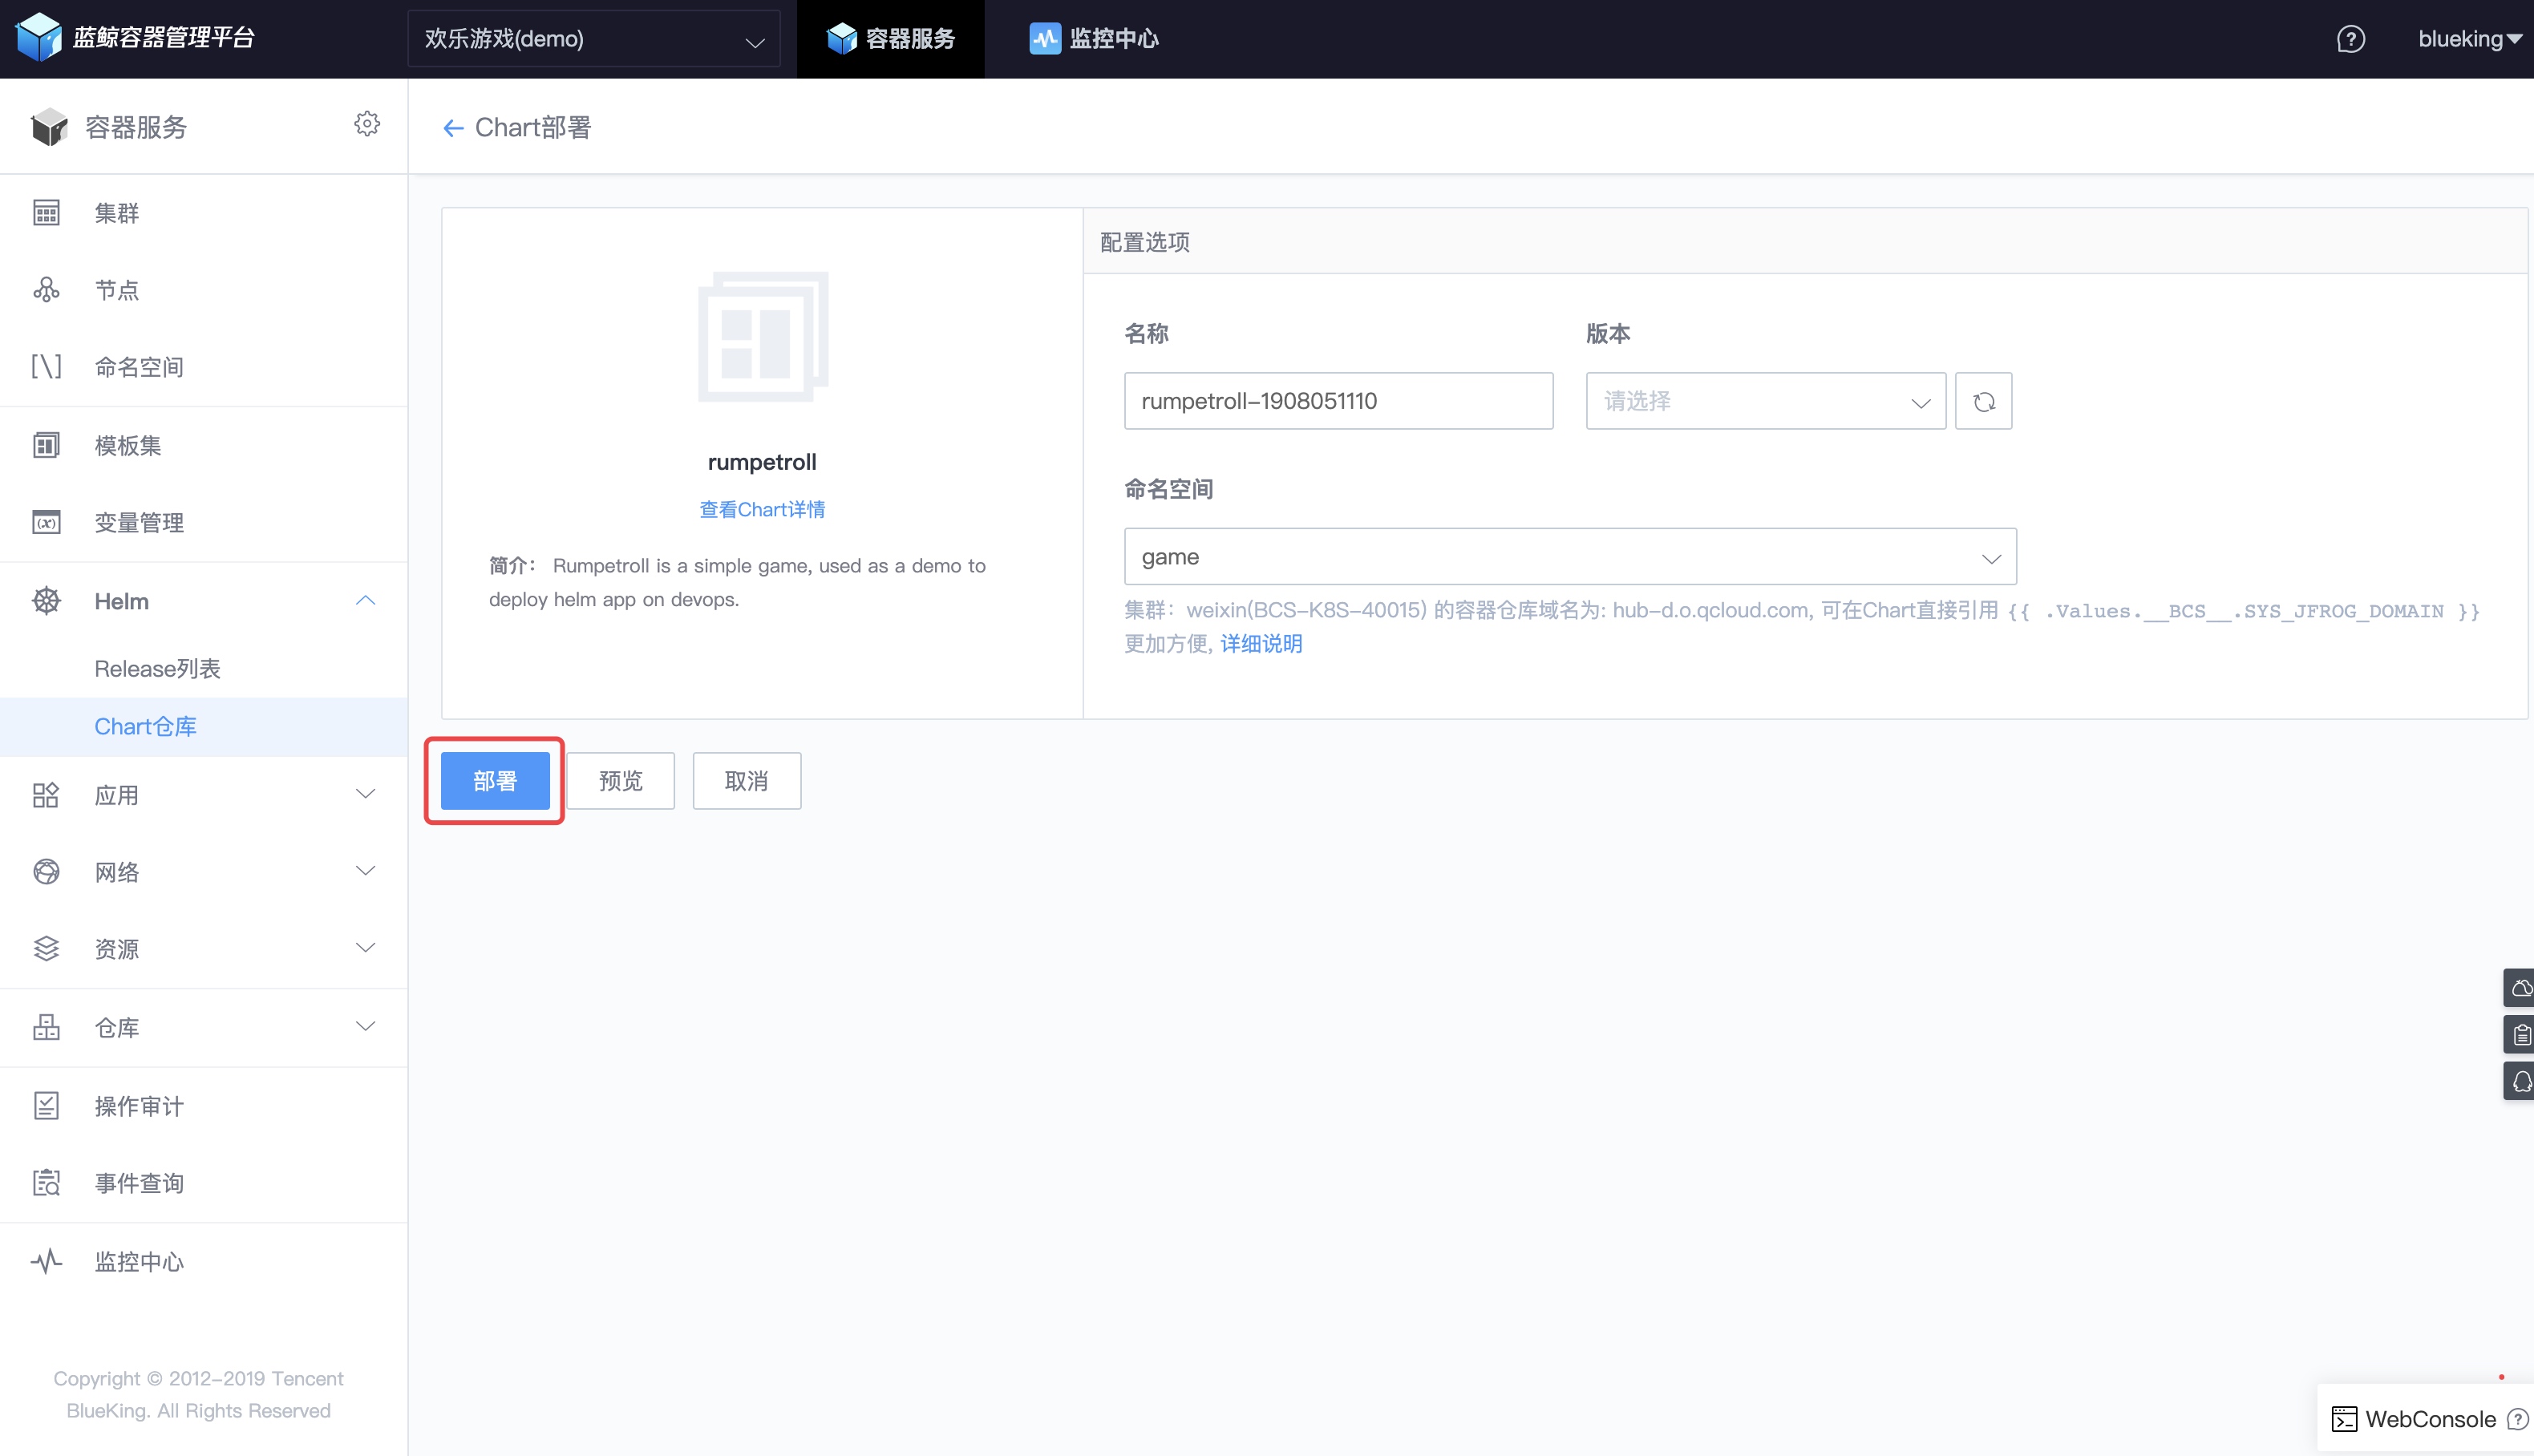 蓝鲸容器管理平台
欢乐游戏(demo)
容器服务
监控中心
blueking
容器服务
Chart部署
集群
节点
命名空间
模板集
变量管理
Helm
Release列表
Chart仓库
应用
网络
资源
仓库
操作审计
事件查询
监控中心
Copyright © 2012-2019 Tencent
BlueKing. All Rights Reserved
rumpetroll
查看Chart详情
简介： Rumpetroll is a simple game, used as a demo to
deploy helm app on devops.
配置选项
名称
版本
rumpetroll-1908051110
请选择
命名空间
game
集群：weixin(BCS-K8S-40015) 的容器仓库域名为: hub-d.o.qcloud.com, 可在Chart直接引用 {{ .Values.__BCS__.SYS_JFROG_DOMAIN }}
更加方便, 详细说明
部署
预览
取消
WebConsole